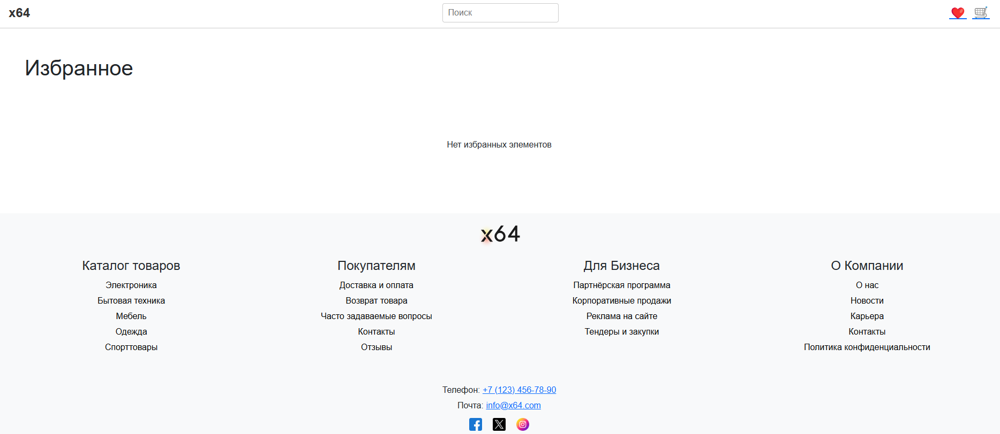 x64
Поиск
Избранное
Нет избранных элементов
x64
Каталог товаров
Электроника
Бытовая техника
Мебель
Одежда
Спорттовары
Покупателям
Доставка и оплата
Возврат товара
Часто задаваемые вопросы
Контакты
Отзывы
Для Бизнеса
Партнёрская программа
Корпоративные продажи
Реклама на сайте
Тендеры и закупки
О Компании
О нас
Новости
Карьера
Контакты
Политика конфиденциальности
Телефон: +7 (123) 456-78-90
Почта: info@x64.com